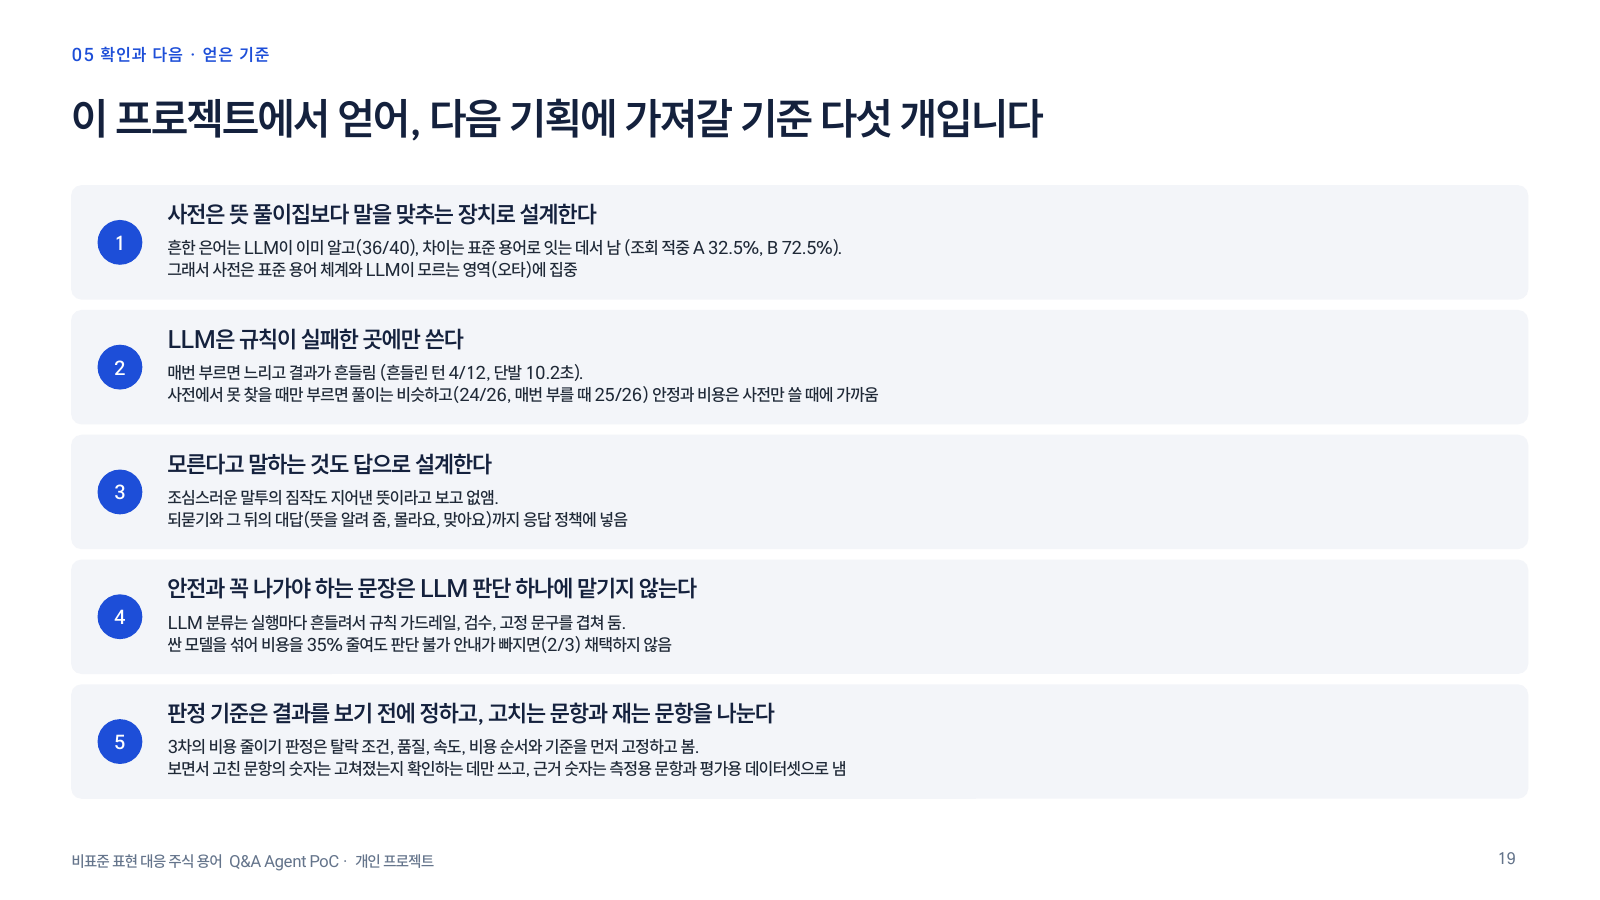 05 확인과 다음 · 얻은 기준
이 프로젝트에서 얻어, 다음 기획에 가져갈 기준 다섯 개입니다
1
사전은 뜻 풀이집보다 말을 맞추는 장치로 설계한다
흔한 은어는 LLM이 이미 알고(36/40), 차이는 표준 용어로 잇는 데서 남 (조회 적중 A 32.5%, B 72.5%).
그래서 사전은 표준 용어 체계와 LLM이 모르는 영역(오타)에 집중
2
LLM은 규칙이 실패한 곳에만 쓴다
매번 부르면 느리고 결과가 흔들림 (흔들린 턴 4/12, 단발 10.2초).
사전에서 못 찾을 때만 부르면 풀이는 비슷하고(24/26, 매번 부를 때 25/26) 안정과 비용은 사전만 쓸 때에 가까움
3
모른다고 말하는 것도 답으로 설계한다
조심스러운 말투의 짐작도 지어낸 뜻이라고 보고 없앰.
되묻기와 그 뒤의 대답(뜻을 알려 줌, 몰라요, 맞아요)까지 응답 정책에 넣음
4
안전과 꼭 나가야 하는 문장은 LLM 판단 하나에 맡기지 않는다
LLM 분류는 실행마다 흔들려서 규칙 가드레일, 검수, 고정 문구를 겹쳐 둠.
싼 모델을 섞어 비용을 35% 줄여도 판단 불가 안내가 빠지면(2/3) 채택하지 않음
5
판정 기준은 결과를 보기 전에 정하고, 고치는 문항과 재는 문항을 나눈다
3차의 비용 줄이기 판정은 탈락 조건, 품질, 속도, 비용 순서와 기준을 먼저 고정하고 봄.
보면서 고친 문항의 숫자는 고쳐졌는지 확인하는 데만 쓰고, 근거 숫자는 측정용 문항과 평가용 데이터셋으로 냄
비표준 표현 대응 주식 용어 Q&A Agent PoC · 개인 프로젝트
19